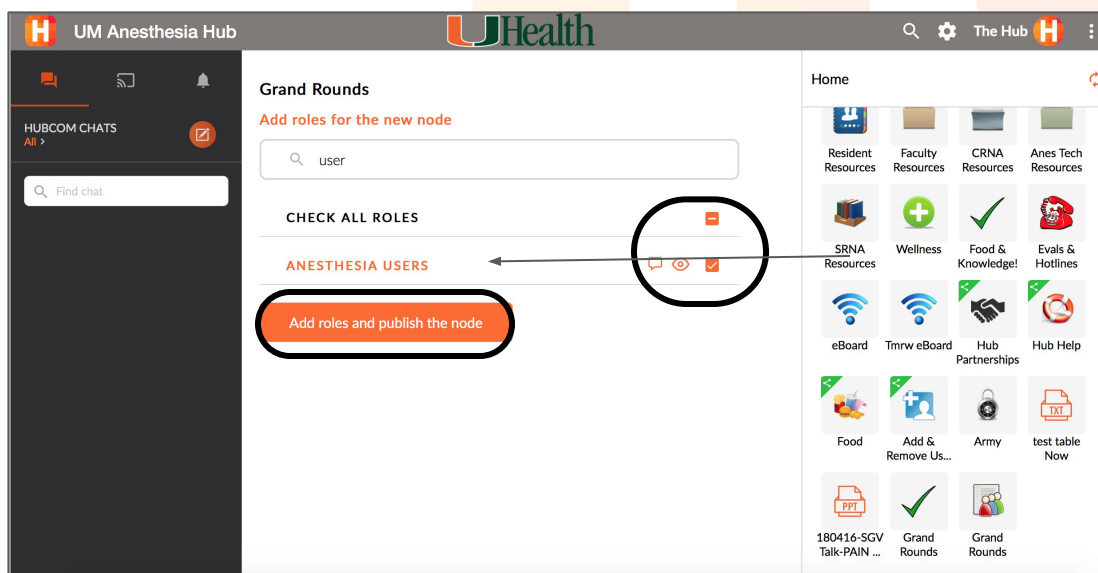 H UM Anesthesia Hub
UHealth
The Hub H
HUBCOM CHATS
All >
Find chat
Grand Rounds
Add roles for the new node
user
CHECK ALL ROLES
ANESTHESIA USERS
Add roles and publish the node
Home
Resident
Resources
Faculty
Resources
CRNA
Resources
Anes Tech
Resources
SRNA
Resources
Wellness
Food &
Knowledge!
Evals &
Hotlines
eBoard
Tmrw eBoard
Hub
Partnerships
Hub Help
Food
Add &
Remove Us...
Army
TXT
test table
Now
PPT
180416-SGV
Talk-PAIN ...
Grand
Rounds
Grand
Rounds